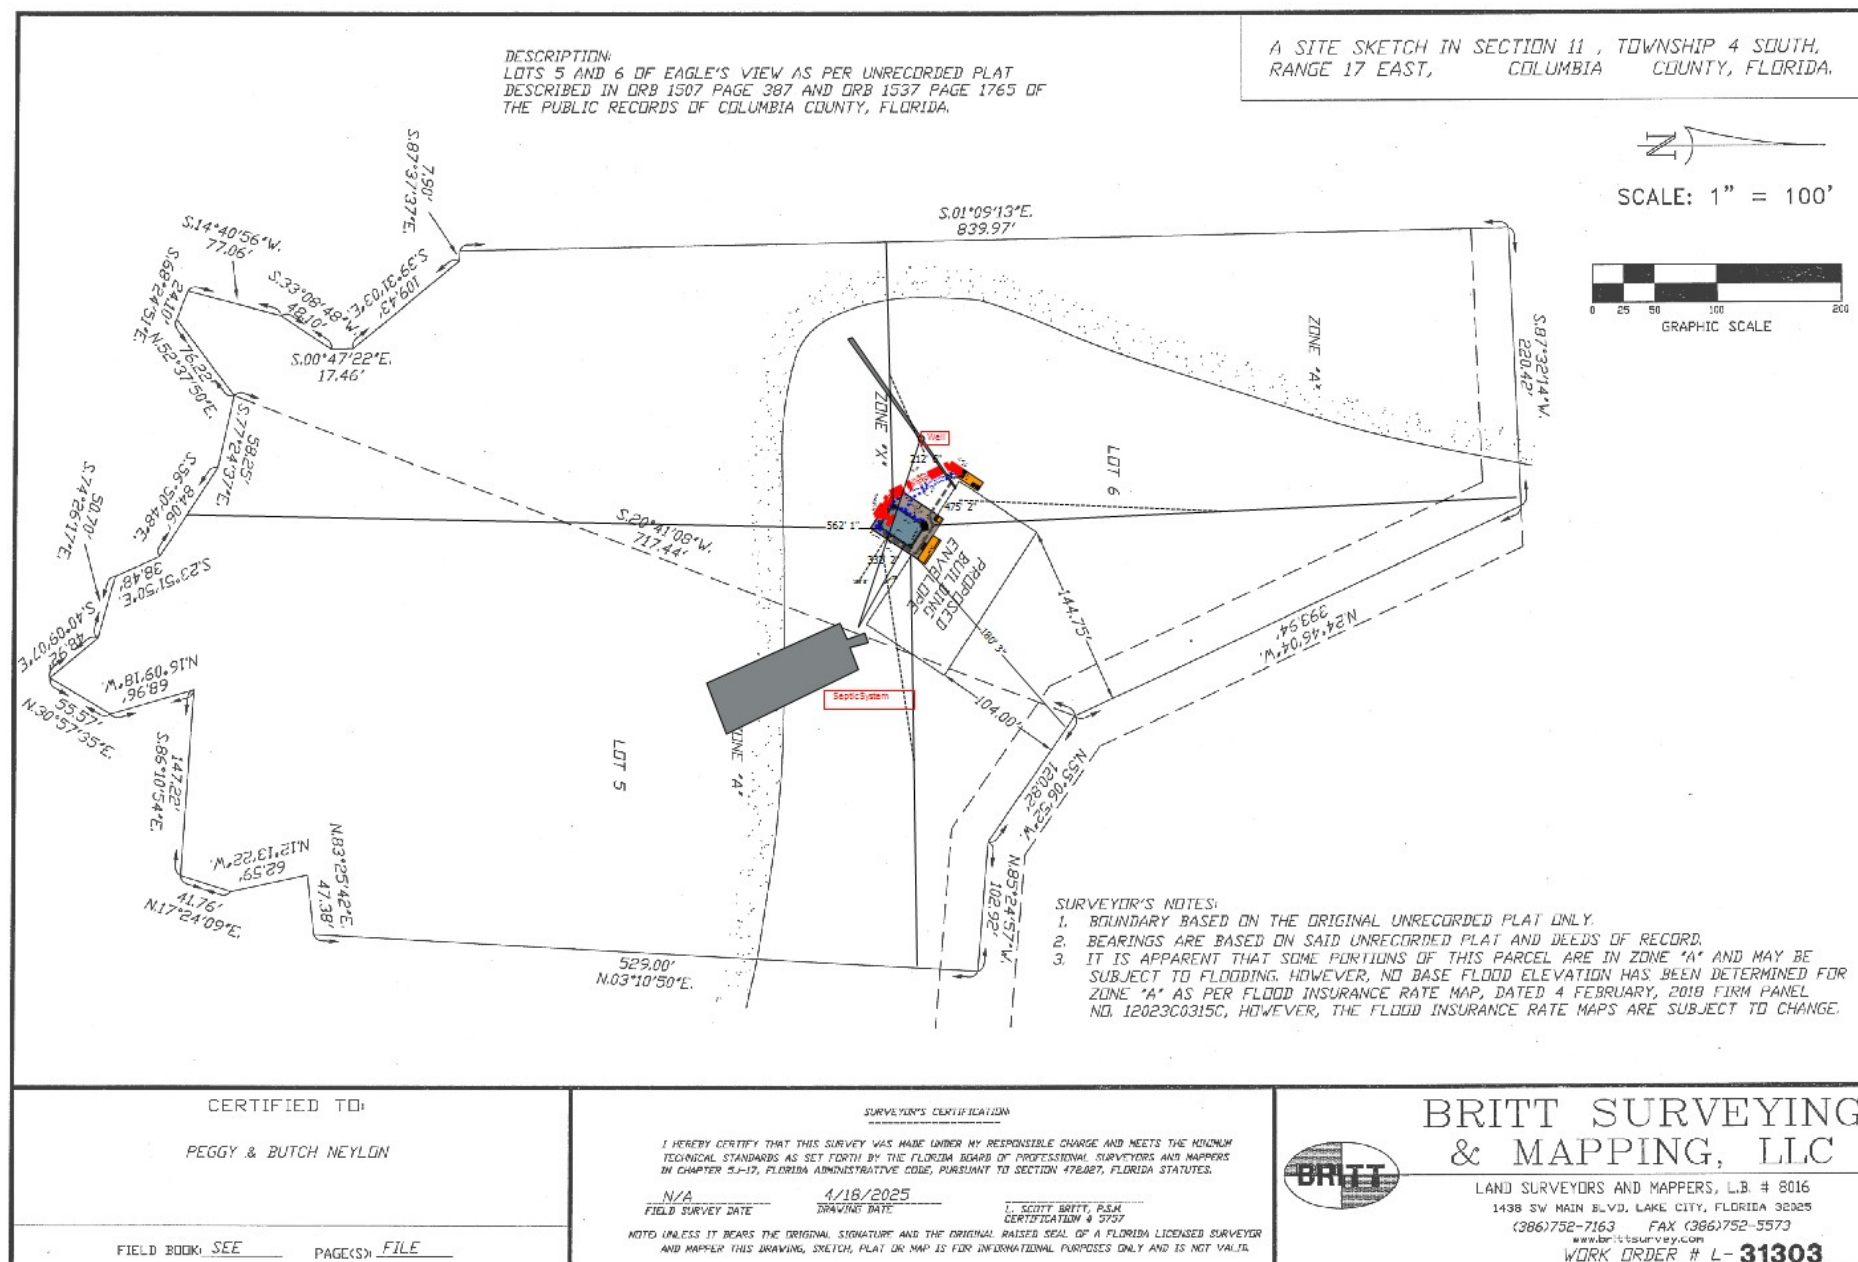 DESCRIPTION:
LOTS 5 AND 6 OF EAGLE'S VIEW AS PER UNRECORDED PLAT
DESCRIBED IN ORB 1507 PAGE 387 AND ORB 1537 PAGE 1765 OF
THE PUBLIC RECORDS OF COLUMBIA COUNTY, FLORIDA.
A SITE SKETCH IN SECTION 11 , TOWNSHIP 4 SOUTH,
RANGE 17 EAST, COLUMBIA COUNTY, FLORIDA.
N
SCALE: 1" = 100'
0 25 50 100 200
GRAPHIC SCALE
7.90'
S.87°37'37"E.
S.14°40'56"W.
77.06'
S.68°24'51"E.
24.10'
S.33°08'48"W.
48.10'
S.39°31'03"E.
109.43'
S.00°47'22"E.
17.46'
76.22'
N.52°37'50"E.
S.01°09'13"E.
839.97'
S.87°32'14"W.
220.42'
ZONE "A"
ZONE "X"
LOT 6
Well
212' 6"
475' 2"
562' 1"
332' 2"
58.25'
S.77°24'37"E.
84.06'
S.56°50'48"E.
S.74°26'17"E.
50.70'
S.23°51'50"E.
38.48'
S.40°09'07"E.
48.92'
N.16°09'18"W.
68.96'
55.57'
N.30°57'35"E.
S.20°41'08"W.
717.44'
PROPOSED
BUILDING
ENVELOPE
144.75'
180' 3"
104.00'
N.24°46'04"W.
393.94'
SepticSystem
ZONE "A"
LOT 5
147.22'
S.86°10'54"E.
N.12°13'22"W.
62.59'
41.76'
N.17°24'09"E.
N.83°25'42"E.
47.38'
529.00'
N.03°10'50"E.
N.55°06'52"W.
120.82'
N.85°24'57"W.
102.92'
SURVEYOR'S NOTES:
1. BOUNDARY BASED ON THE ORIGINAL UNRECORDED PLAT ONLY.
2. BEARINGS ARE BASED ON SAID UNRECORDED PLAT AND DEEDS OF RECORD.
3. IT IS APPARENT THAT SOME PORTIONS OF THIS PARCEL ARE IN ZONE "A" AND MAY BE
SUBJECT TO FLOODING. HOWEVER, NO BASE FLOOD ELEVATION HAS BEEN DETERMINED FOR
ZONE "A" AS PER FLOOD INSURANCE RATE MAP, DATED 4 FEBRUARY, 2018 FIRM PANEL
NO. 12023C0315C, HOWEVER, THE FLOOD INSURANCE RATE MAPS ARE SUBJECT TO CHANGE.
CERTIFIED TO:
PEGGY & BUTCH NEYLON
FIELD BOOK: SEE PAGE(S): FILE
SURVEYOR'S CERTIFICATION:
I HEREBY CERTIFY THAT THIS SURVEY WAS MADE UNDER MY RESPONSIBLE CHARGE AND MEETS THE MINIMUM
TECHNICAL STANDARDS AS SET FORTH BY THE FLORIDA BOARD OF PROFESSIONAL SURVEYORS AND MAPPERS
IN CHAPTER 5J-17, FLORIDA ADMINISTRATIVE CODE, PURSUANT TO SECTION 472.027, FLORIDA STATUTES.
N/A 4/18/2025
FIELD SURVEY DATE DRAWING DATE L. SCOTT BRITT, P.S.M.
CERTIFICATION # 5757
NOTE: UNLESS IT BEARS THE ORIGINAL SIGNATURE AND THE ORIGINAL RAISED SEAL OF A FLORIDA LICENSED SURVEYOR
AND MAPPER THIS DRAWING, SKETCH, PLAT OR MAP IS FOR INFORMATIONAL PURPOSES ONLY AND IS NOT VALID.
BRITT
BRITT SURVEYING
& MAPPING, LLC
LAND SURVEYORS AND MAPPERS, L.B. # 8016
1438 SW MAIN BLVD, LAKE CITY, FLORIDA 32025
(386)752-7163 FAX (386)752-5573
www.brittsurvey.com
WORK ORDER # L- 31303